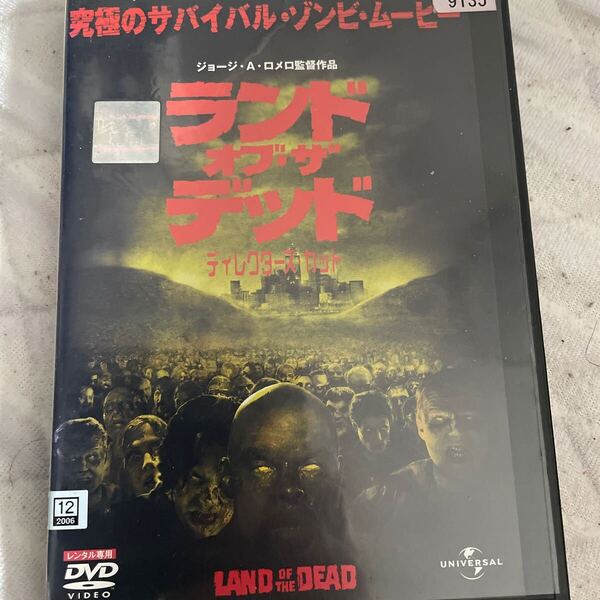 究極のサバイバル・ゾンビ・ムービー
9135
ジョージ・A・ロメロ監督作品
ランド
オブ・ザ
デッド
ディレクターズ カット
12
2006
レンタル専用
DVD
VIDEO
LAND OF THE DEAD
UNIVERSAL